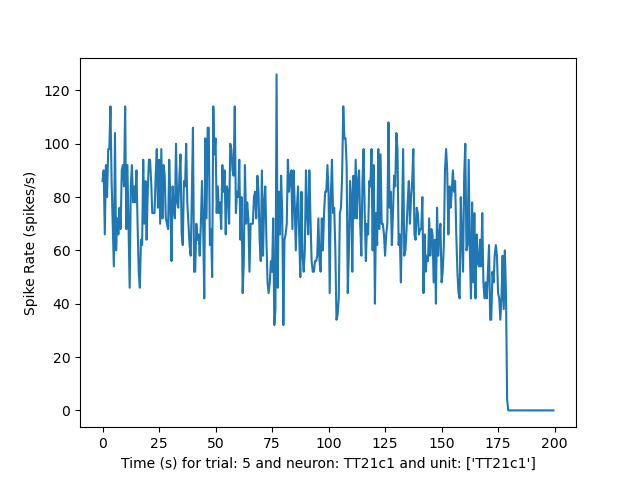 120
100
80
60
40
20
0
Spike Rate (spikes/s)
0 25 50 75 100 125 150 175 200
Time (s) for trial: 5 and neuron: TT21c1 and unit: ['TT21c1']